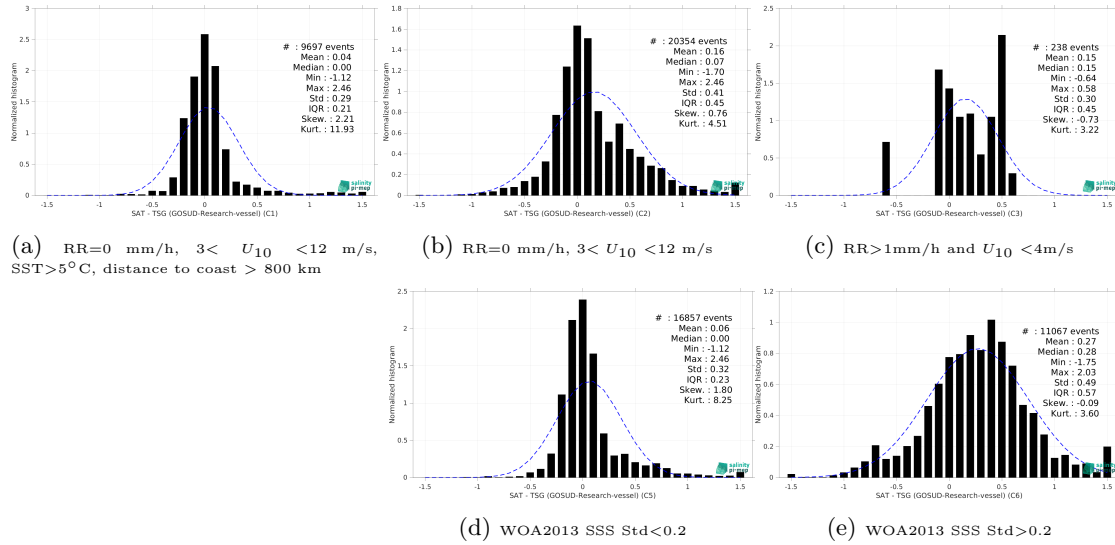 3
2.5
2
1.5
1
0.5
0
Normalized histogram
# : 9697 events
Mean : 0.04
Median : 0.00
Min : -1.12
Max : 2.46
Std : 0.29
IQR : 0.21
Skew. : 2.21
Kurt. : 11.93
salinity
pi-mep
-1.5 -1 -0.5 0 0.5 1 1.5
SAT - TSG (GOSUD-Research-vessel) (C1)
(a) RR=0 mm/h, 3< U10 <12 m/s,
SST>5°C, distance to coast > 800 km
1.8
1.6
1.4
1.2
1
0.8
0.6
0.4
0.2
0
Normalized histogram
# : 20354 events
Mean : 0.16
Median : 0.07
Min : -1.70
Max : 2.46
Std : 0.41
IQR : 0.45
Skew. : 0.76
Kurt. : 4.51
salinity
pi-mep
-1.5 -1 -0.5 0 0.5 1 1.5
SAT - TSG (GOSUD-Research-vessel) (C2)
(b) RR=0 mm/h, 3< U10 <12 m/s
2.5
2
1.5
1
0.5
0
Normalized histogram
# : 238 events
Mean : 0.15
Median : 0.15
Min : -0.64
Max : 0.58
Std : 0.30
IQR : 0.45
Skew. : -0.73
Kurt. : 3.22
salinity
pi-mep
-1.5 -1 -0.5 0 0.5 1 1.5
SAT - TSG (GOSUD-Research-vessel) (C3)
(c) RR>1mm/h and U10 <4m/s
2.5
2
1.5
1
0.5
0
Normalized histogram
# : 16857 events
Mean : 0.06
Median : 0.00
Min : -1.12
Max : 2.46
Std : 0.32
IQR : 0.23
Skew. : 1.80
Kurt. : 8.25
salinity
pi-mep
-1.5 -1 -0.5 0 0.5 1 1.5
SAT - TSG (GOSUD-Research-vessel) (C5)
(d) WOA2013 SSS Std<0.2
1.2
1
0.8
0.6
0.4
0.2
0
Normalized histogram
# : 11067 events
Mean : 0.27
Median : 0.28
Min : -1.75
Max : 2.03
Std : 0.49
IQR : 0.57
Skew. : -0.09
Kurt. : 3.60
salinity
pi-mep
-1.5 -1 -0.5 0 0.5 1 1.5
SAT - TSG (GOSUD-Research-vessel) (C6)
(e) WOA2013 SSS Std>0.2